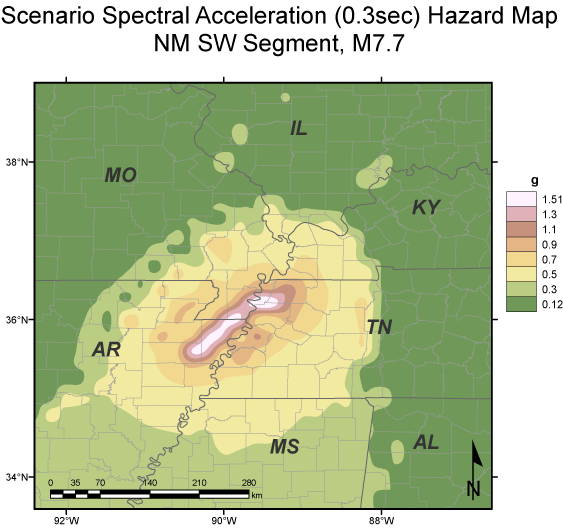 Scenario Spectral Acceleration (0.3sec) Hazard Map
NM SW Segment, M7.7
IL
38°N
MO
KY
g
1.51
1.3
1.1
0.9
0.7
0.5
0.3
0.12
36°N
TN
AR
MS
AL
34°N
0 35 70 140 210 280
km
N
92°W 90°W 88°W